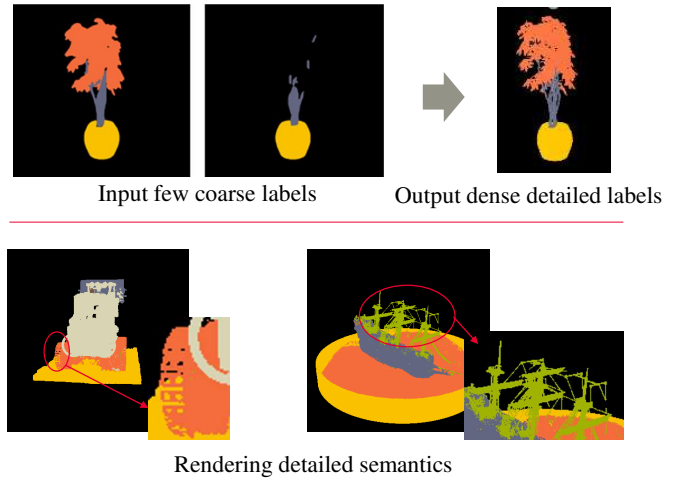 Input few coarse labels
Output dense detailed labels
Rendering detailed semantics